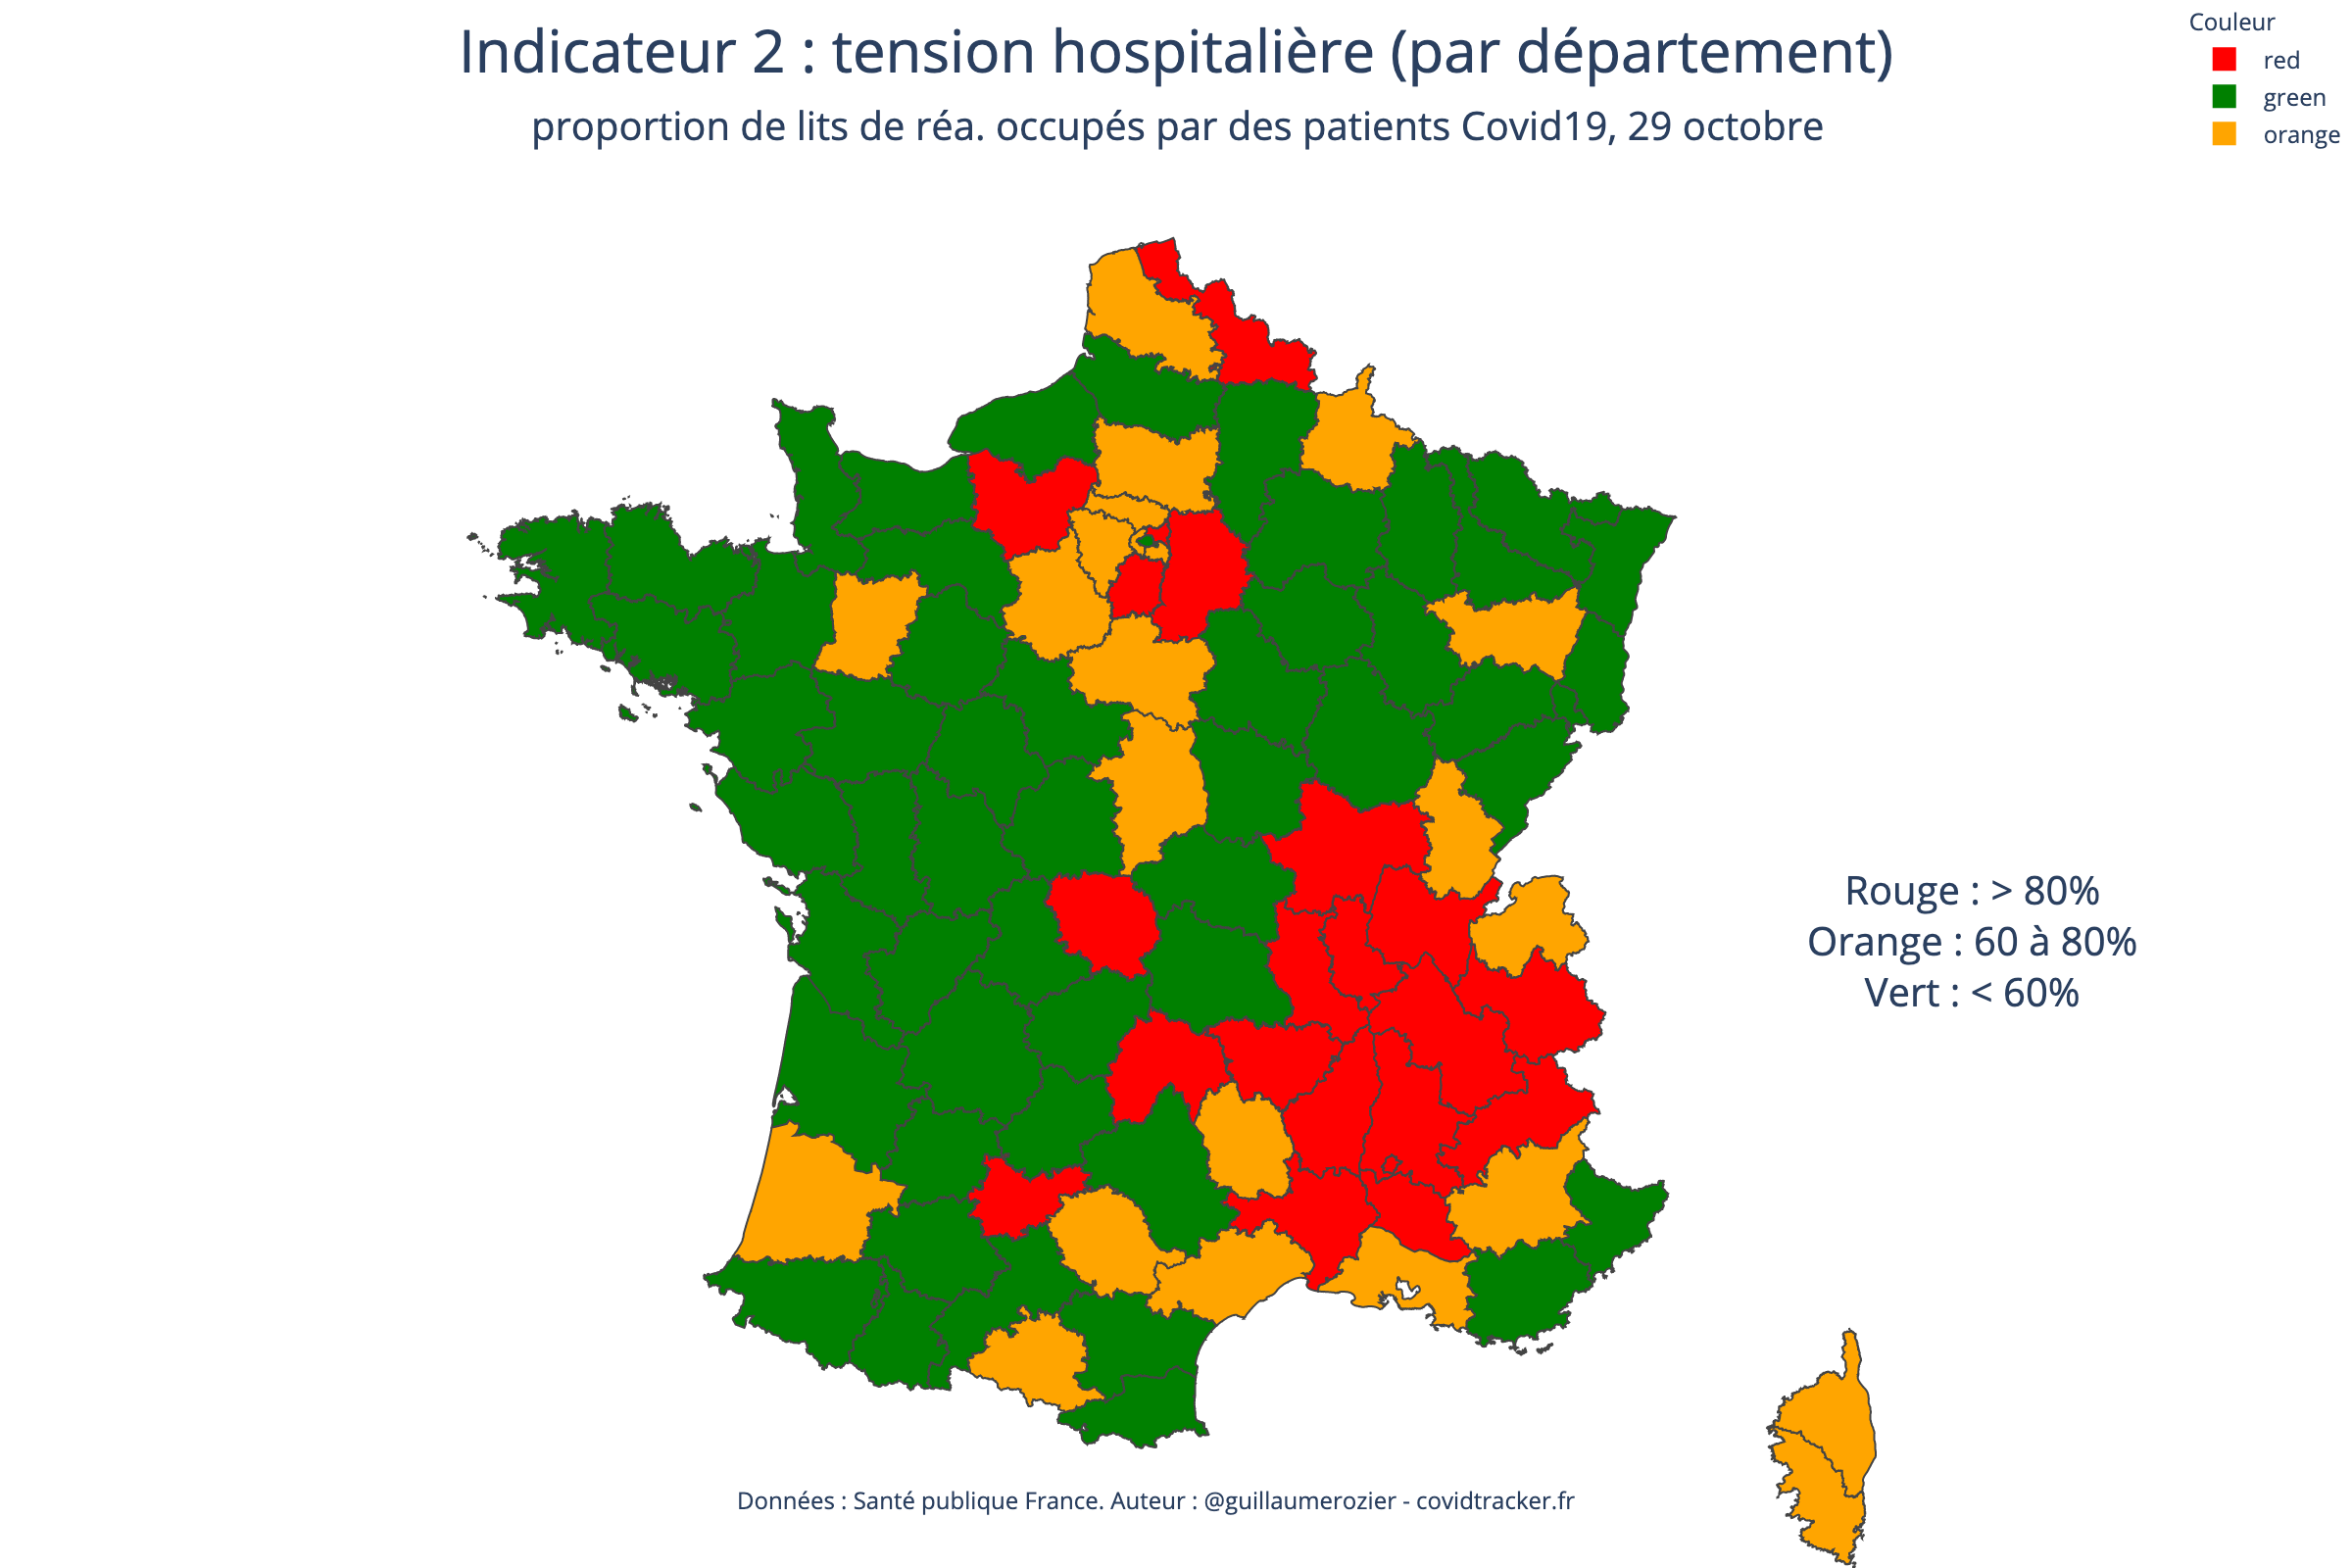 Indicateur 2 : tension hospitalière (par département)
proportion de lits de réa. occupés par des patients Covid19, 29 octobre
Couleur
red
green
orange
Rouge : > 80%
Orange : 60 à 80%
Vert : < 60%
Données : Santé publique France. Auteur : @guillaumerozier - covidtracker.fr